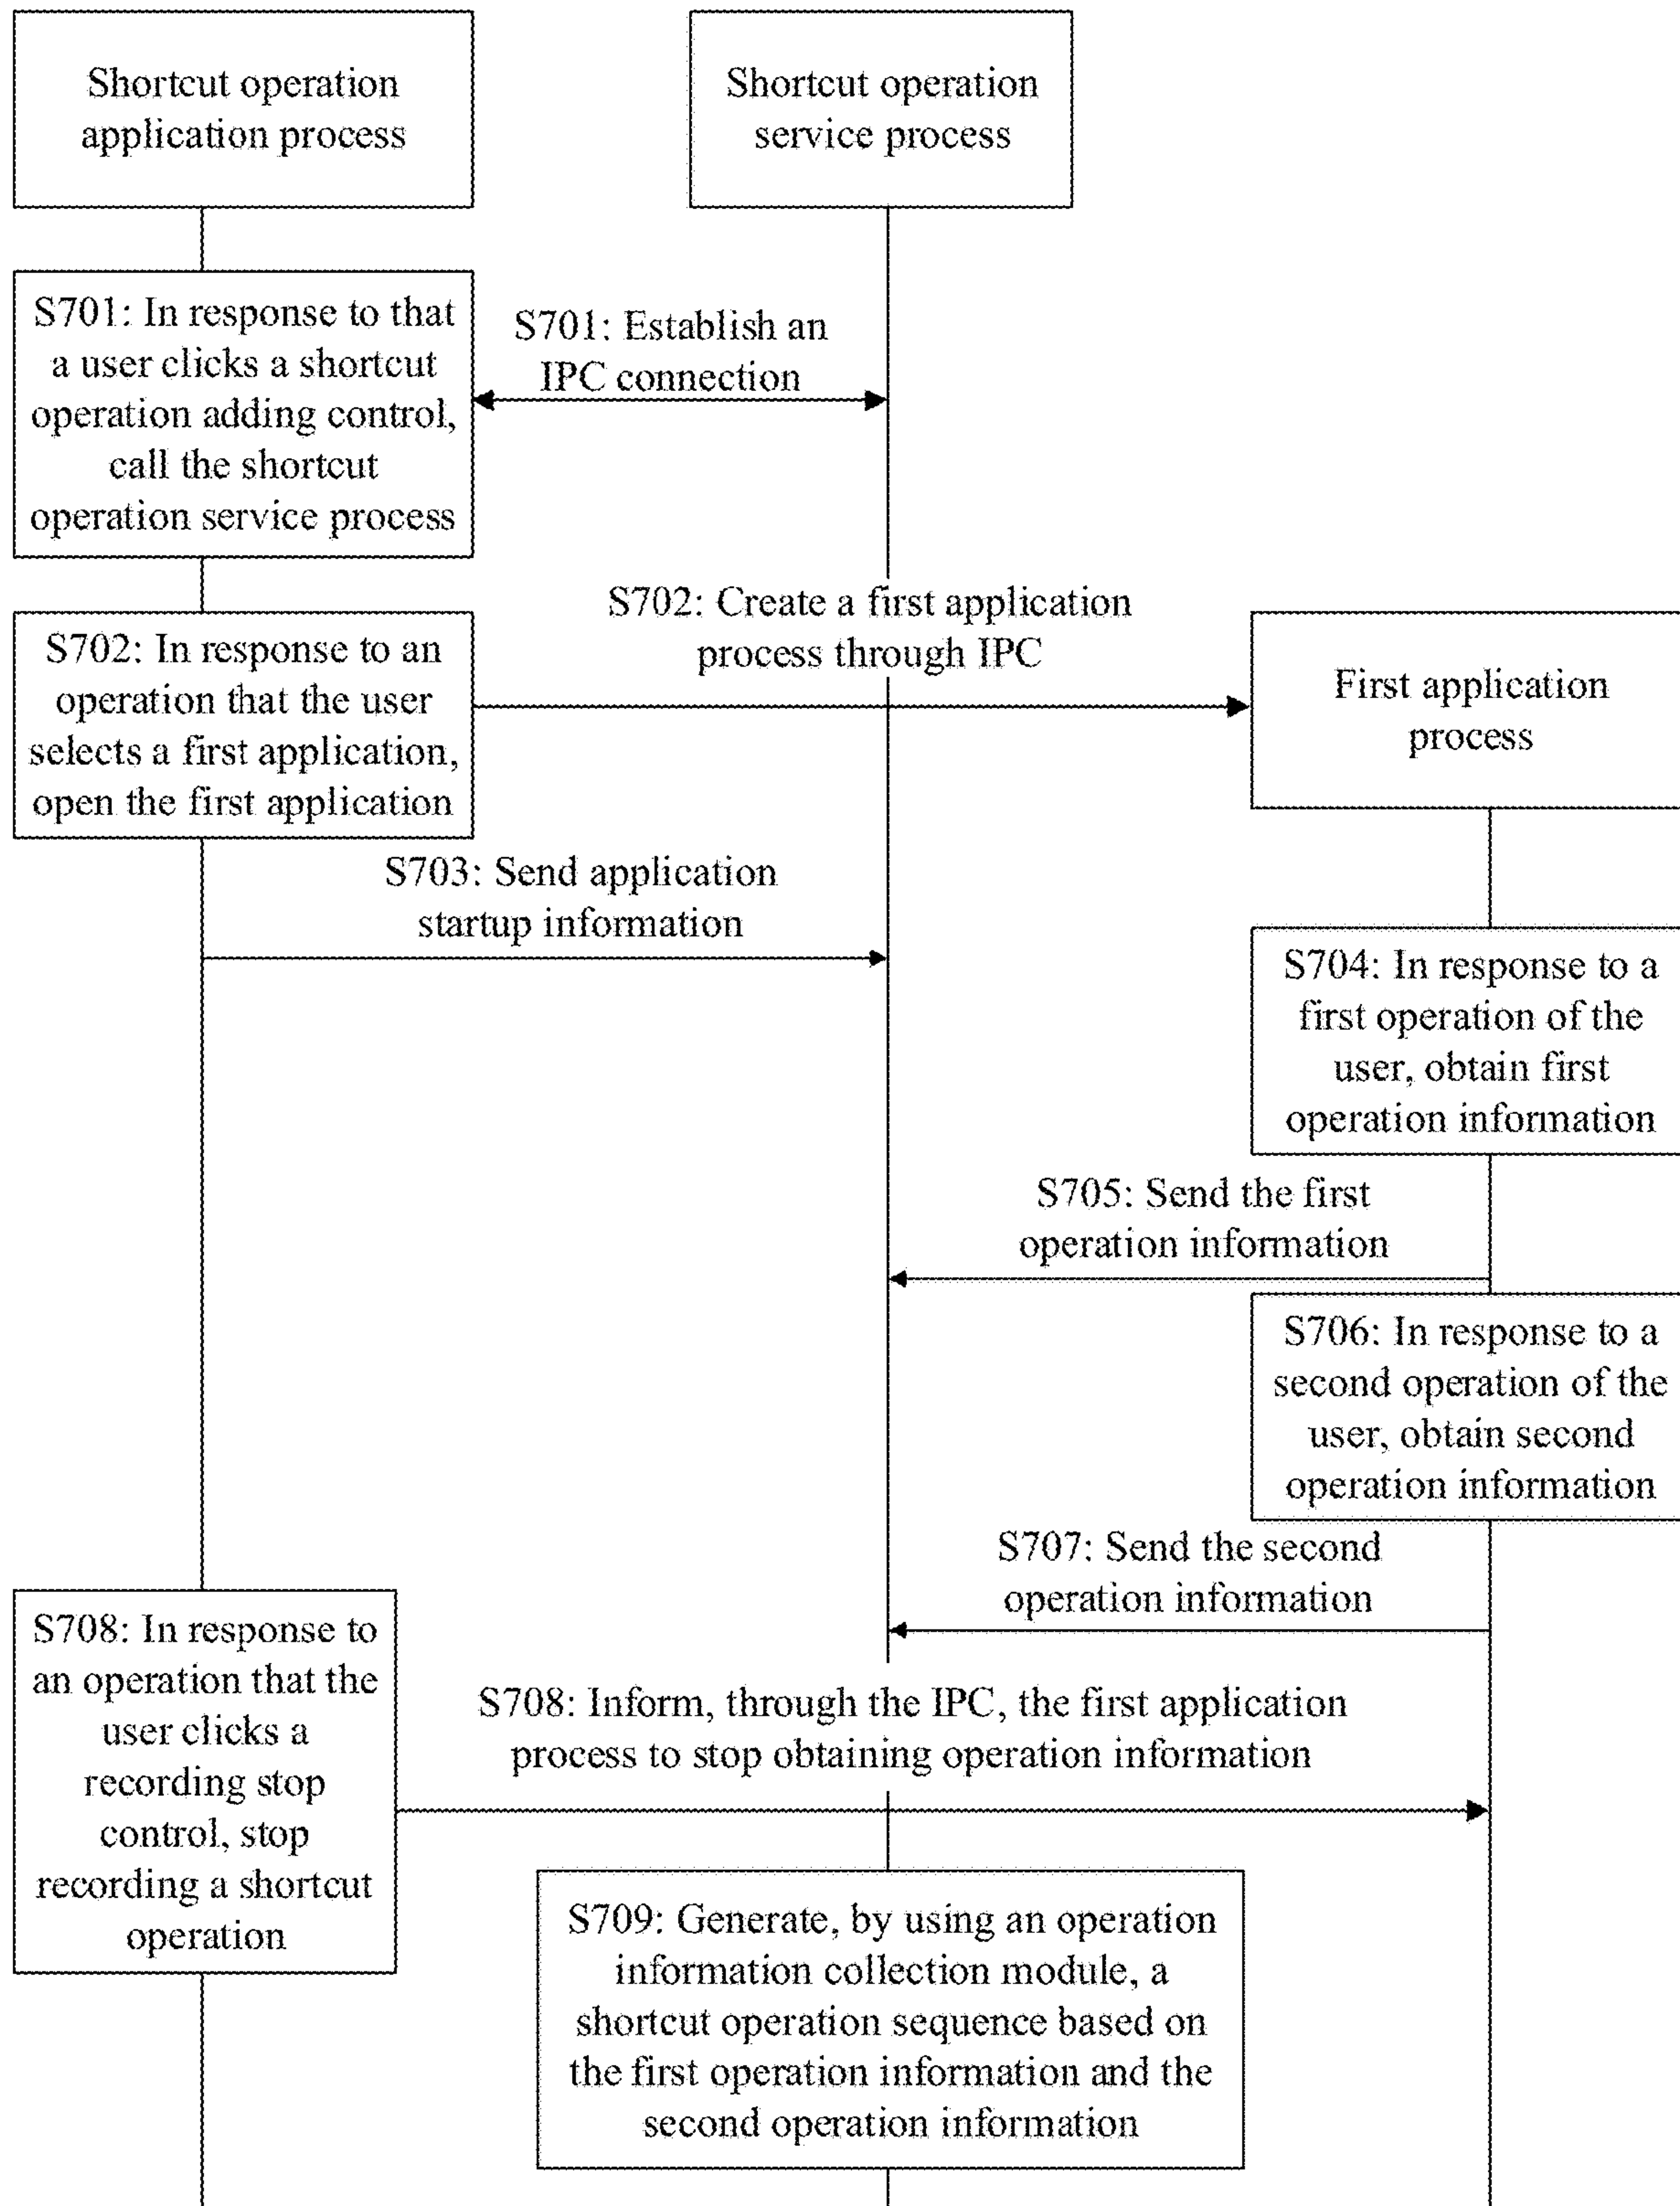 Shortcut operation
application process
Shortcut operation
service process
S701: In response to that
a user clicks a shortcut
operation adding control,
call the shortcut
operation service process
S701: Establish an
IPC connection
S702: In response to an
operation that the user
selects a first application,
open the first application
S702: Create a first application
process through IPC
First application
process
S703: Send application
startup information
S704: In response to a
first operation of the
user, obtain first
operation information
S705: Send the first
operation information
S706: In response to a
second operation of the
user, obtain second
operation information
S707: Send the second
operation information
S708: In response to
an operation that the
user clicks a
recording stop
control, stop
recording a shortcut
operation
S708: Inform, through the IPC, the first application
process to stop obtaining operation information
S709: Generate, by using an operation
information collection module, a
shortcut operation sequence based on
the first operation information and the
second operation information